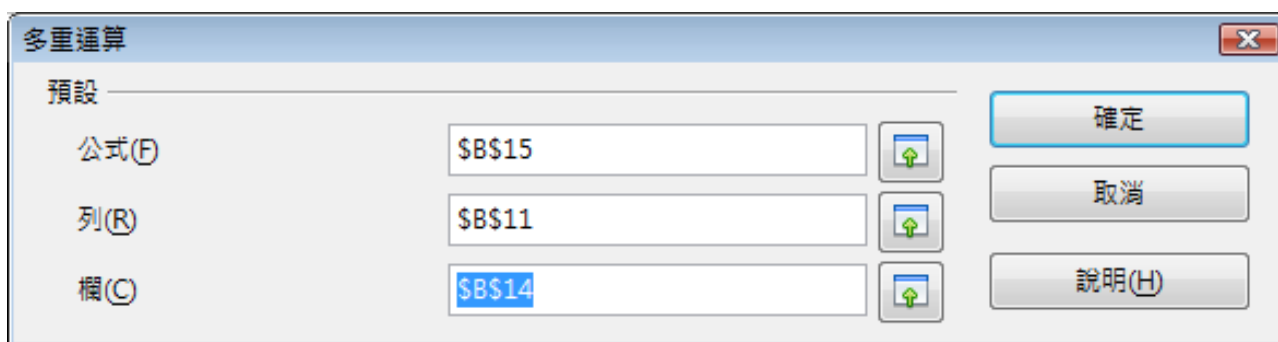 多重運算
預設
公式(F) $B$15
列(R) $B$11
欄(C) $B$14
確定
取消
說明(H)